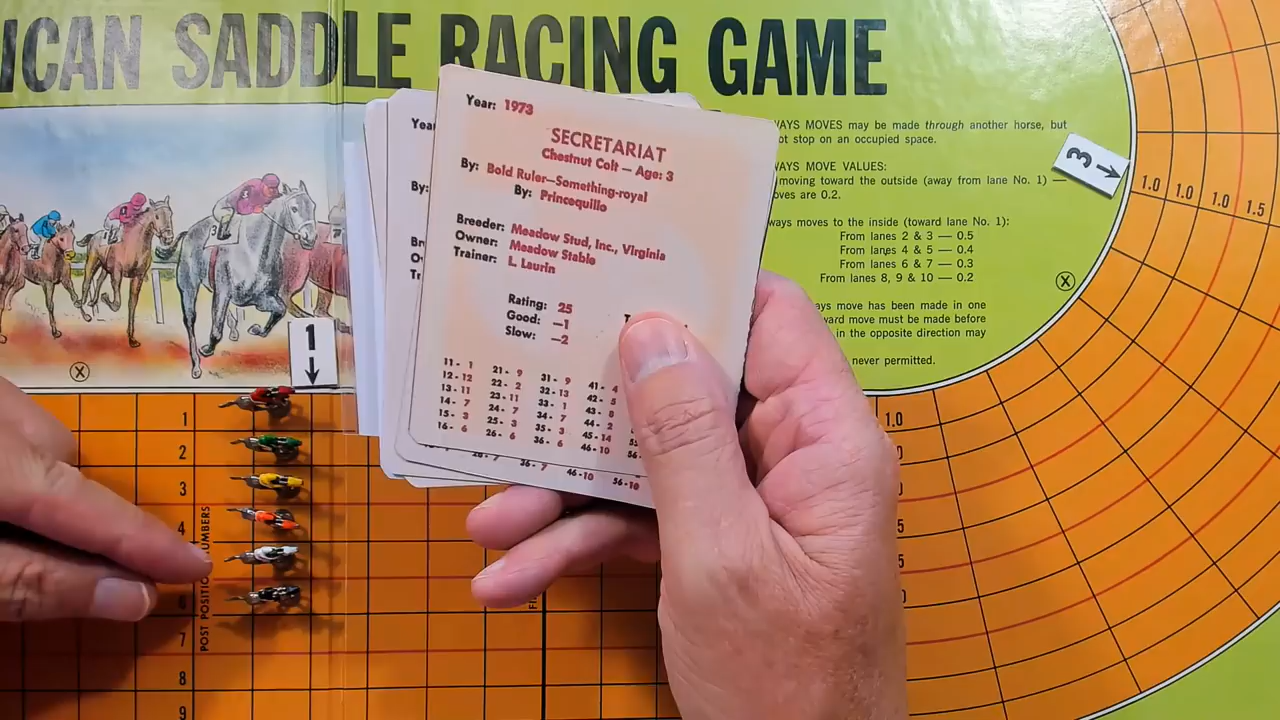 ICAN SADDLE RACING GAME
Year: 1973
SECRETARIAT
Chestnut Colt — Age: 3
By: Bold Ruler—Something-royal
By: Princequillo
Breeder: Meadow Stud, Inc., Virginia
Owner: Meadow Stable
Trainer: L. Laurin
Rating: 25
Good: —1
Slow: —2
11- 1 21- 9 31- 9 41- 4
12- 12 22- 2 32- 13 42- 5
13- 11 23- 11 33- 1 43- 8
14- 7 24- 7 34- 7 44- 2
15- 3 25- 3 35- 3 45- 14
16- 6 26- 6 36- 6 46- 10 56-
36- 7 46- 10 56- 10
WAYS MOVES may be made through another horse, but
ot stop on an occupied space.
WAYS MOVE VALUES:
moving toward the outside (away from lane No. 1) —
oves are 0.2.
ways moves to the inside (toward lane No. 1):
From lanes 2 & 3 — 0.5
From lanes 4 & 5 — 0.4
From lanes 6 & 7 — 0.3
From lanes 8, 9 & 10 — 0.2
ays move has been made in one
ward move must be made before
in the opposite direction may
never permitted.
X
X
3
1
3
1.0 1.0 1.0 1.5
1.0
1
2
3
4
7
8
9
POST POSITION NUMBERS